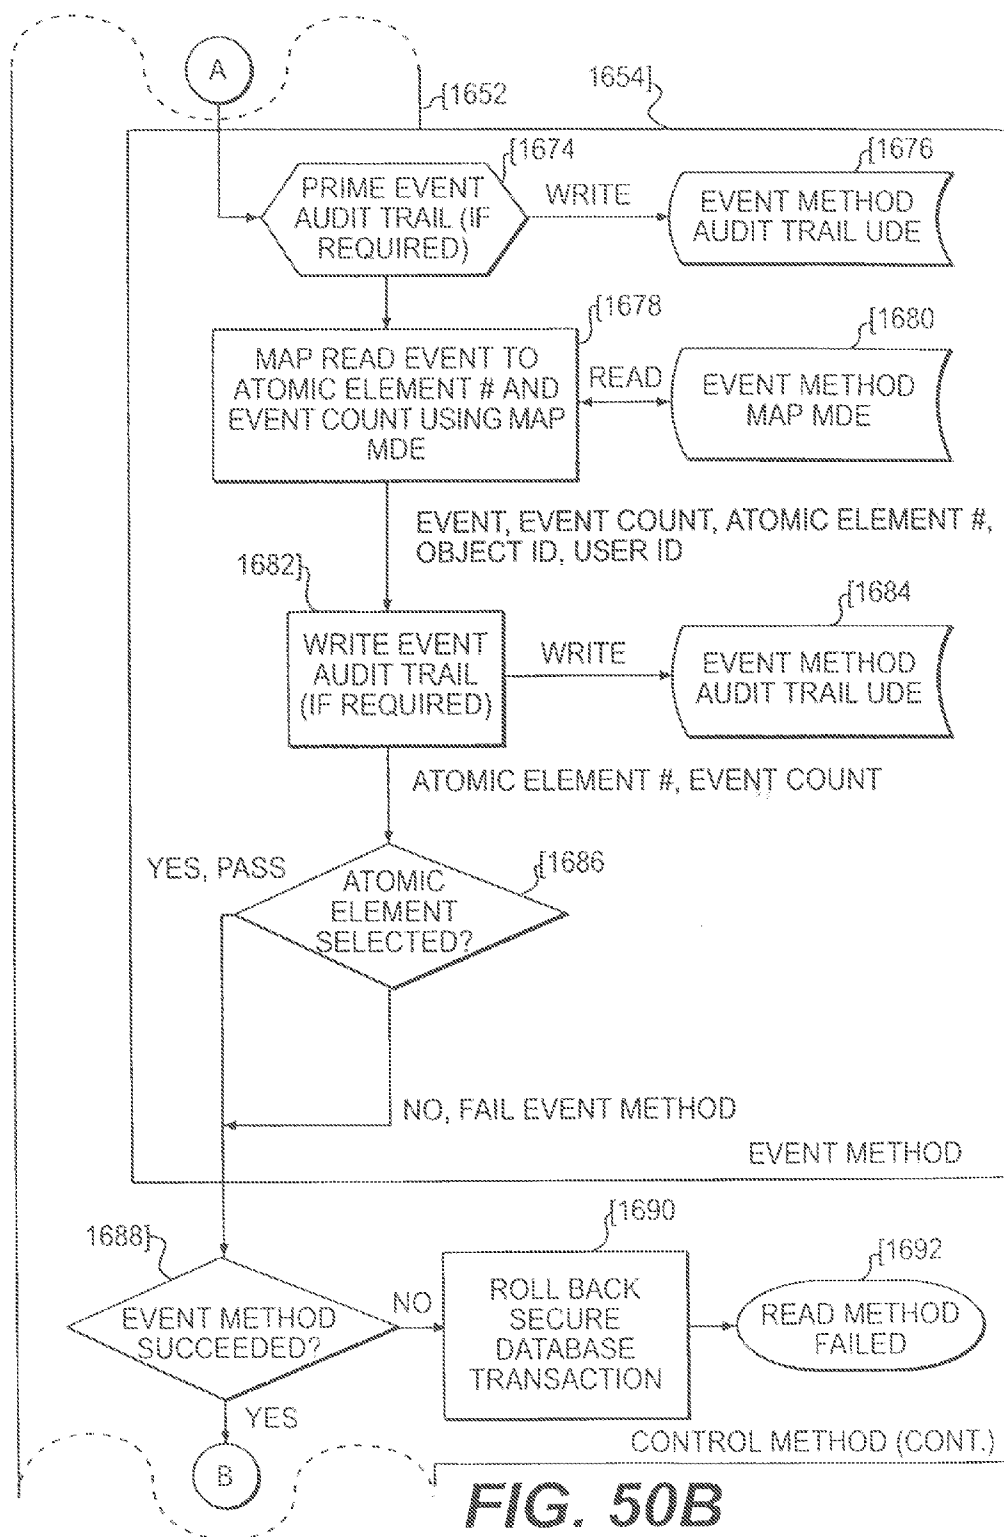 A
[1652
1654]
[1674
PRIME EVENT
AUDIT TRAIL (IF
REQUIRED)
WRITE
[1676
EVENT METHOD
AUDIT TRAIL UDE
[1678
MAP READ EVENT TO
ATOMIC ELEMENT # AND
EVENT COUNT USING MAP
MDE
READ
[1680
EVENT METHOD
MAP MDE
EVENT, EVENT COUNT, ATOMIC ELEMENT #,
OBJECT ID, USER ID
1682]
WRITE EVENT
AUDIT TRAIL
(IF REQUIRED)
WRITE
[1684
EVENT METHOD
AUDIT TRAIL UDE
ATOMIC ELEMENT #, EVENT COUNT
YES, PASS
[1686
ATOMIC
ELEMENT
SELECTED?
NO, FAIL EVENT METHOD
EVENT METHOD
1688]
EVENT METHOD
SUCCEEDED?
NO
[1690
ROLL BACK
SECURE
DATABASE
TRANSACTION
[1692
READ METHOD
FAILED
YES
B
CONTROL METHOD (CONT.)
FIG. 50B